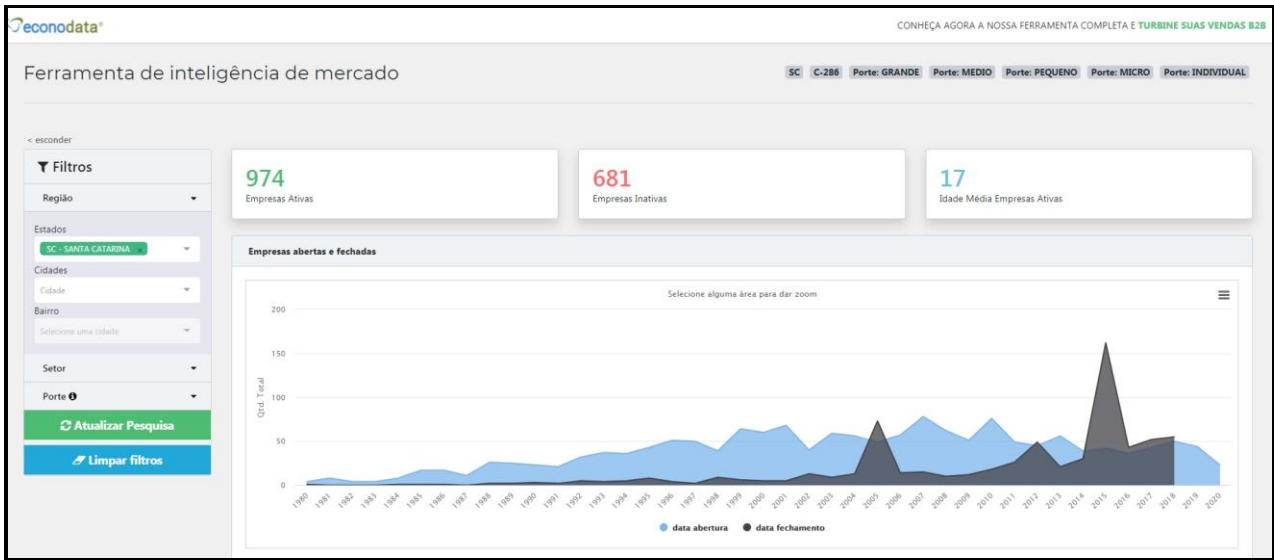 econodata®
CONHEÇA AGORA A NOSSA FERRAMENTA COMPLETA E TURBINE SUAS VENDAS B2B
Ferramenta de inteligência de mercado
SC C-286 Porte: GRANDE Porte: MEDIO Porte: PEQUENO Porte: MICRO Porte: INDIVIDUAL
< esconder
Filtros
Região
Estados
SC - SANTA CATARINA ×
Cidades
Cidade
Bairro
Selecione uma cidade
Setor
Porte
Atualizar Pesquisa
Limpar filtros
974
Empresas Ativas
681
Empresas Inativas
17
Idade Média Empresas Ativas
Empresas abertas e fechadas
Selecione alguma área para dar zoom
Qtd. Total
200
150
100
50
0
1980 1981 1982 1983 1984 1985 1986 1987 1988 1989 1990 1991 1992 1993 1994 1995 1996 1997 1998 1999 2000 2001 2002 2003 2004 2005 2006 2007 2008 2009 2010 2011 2012 2013 2014 2015 2016 2017 2018 2019 2020
data abertura data fechamento